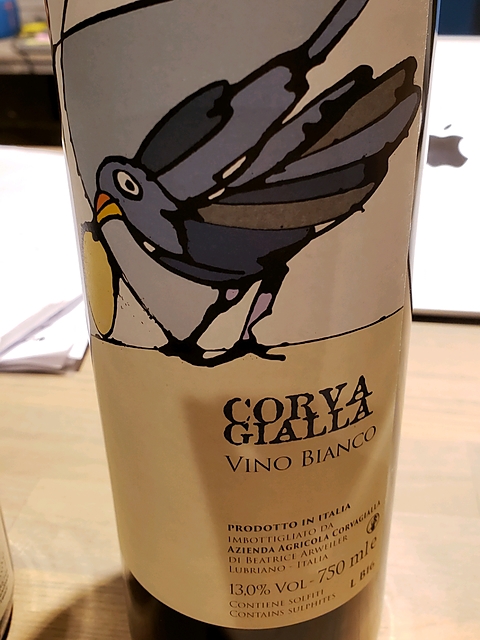 CORVA
GIALLA
VINO BIANCO
PRODOTTO IN ITALIA
IMBOTTIGLIATO DA
AZIENDA AGRICOLA CORVAGIALLA
DI BEATRICE ARWEILER
LUBRIANO - ITALIA
13,0% VOL - 750 ml e
CONTIENE SOLFITI
CONTAINS SULPHITES
L B16